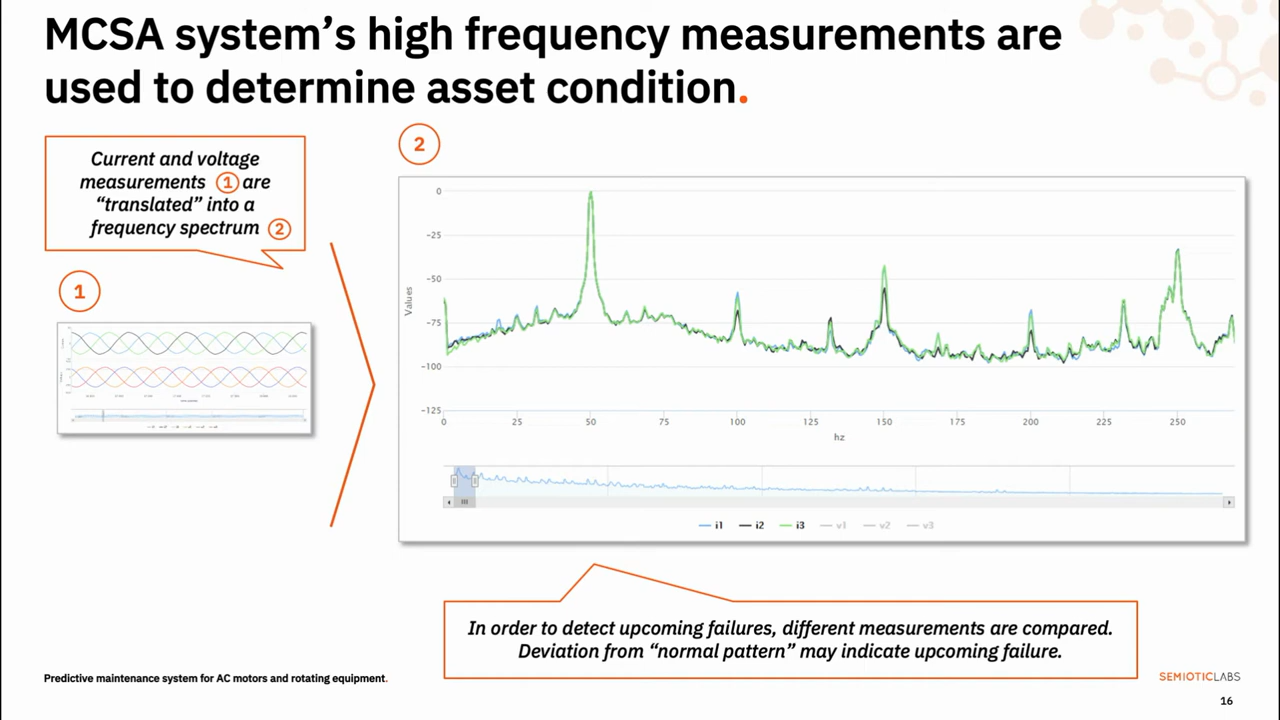 MCSA system’s high frequency measurements are
used to determine asset condition.
Current and voltage
measurements 1 are
“translated” into a
frequency spectrum 2
1
2
0
−25
−50
−75
−100
−125
Values
0 25 50 75 100 125 150 175 200 225 250
hz
i1 i2 i3 v1 v2 v3
In order to detect upcoming failures, different measurements are compared.
Deviation from “normal pattern” may indicate upcoming failure.
Predictive maintenance system for AC motors and rotating equipment.
SEMIOTICLABS
16